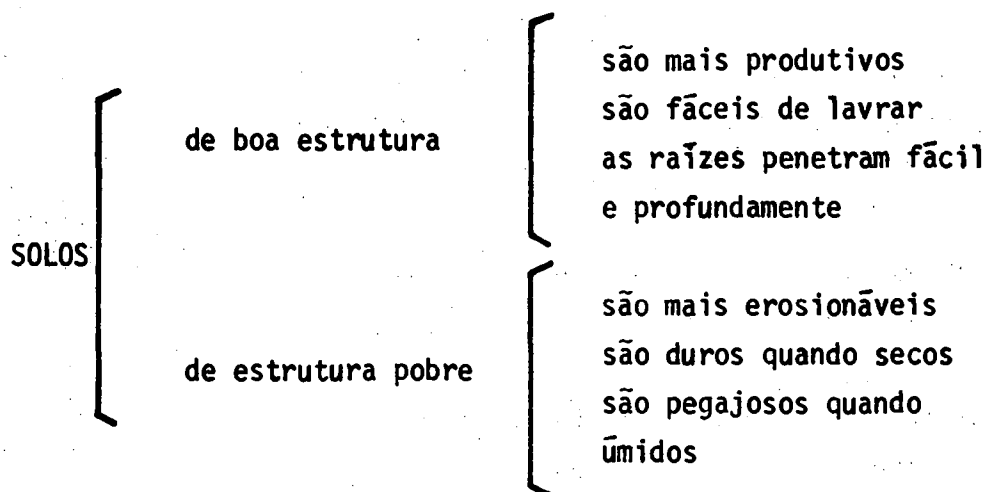 SOLOS
de boa estrutura
são mais produtivos
são fáceis de lavrar
as raízes penetram fácil
e profundamente
de estrutura pobre
são mais erosionáveis
são duros quando secos
são pegajosos quando
úmidos